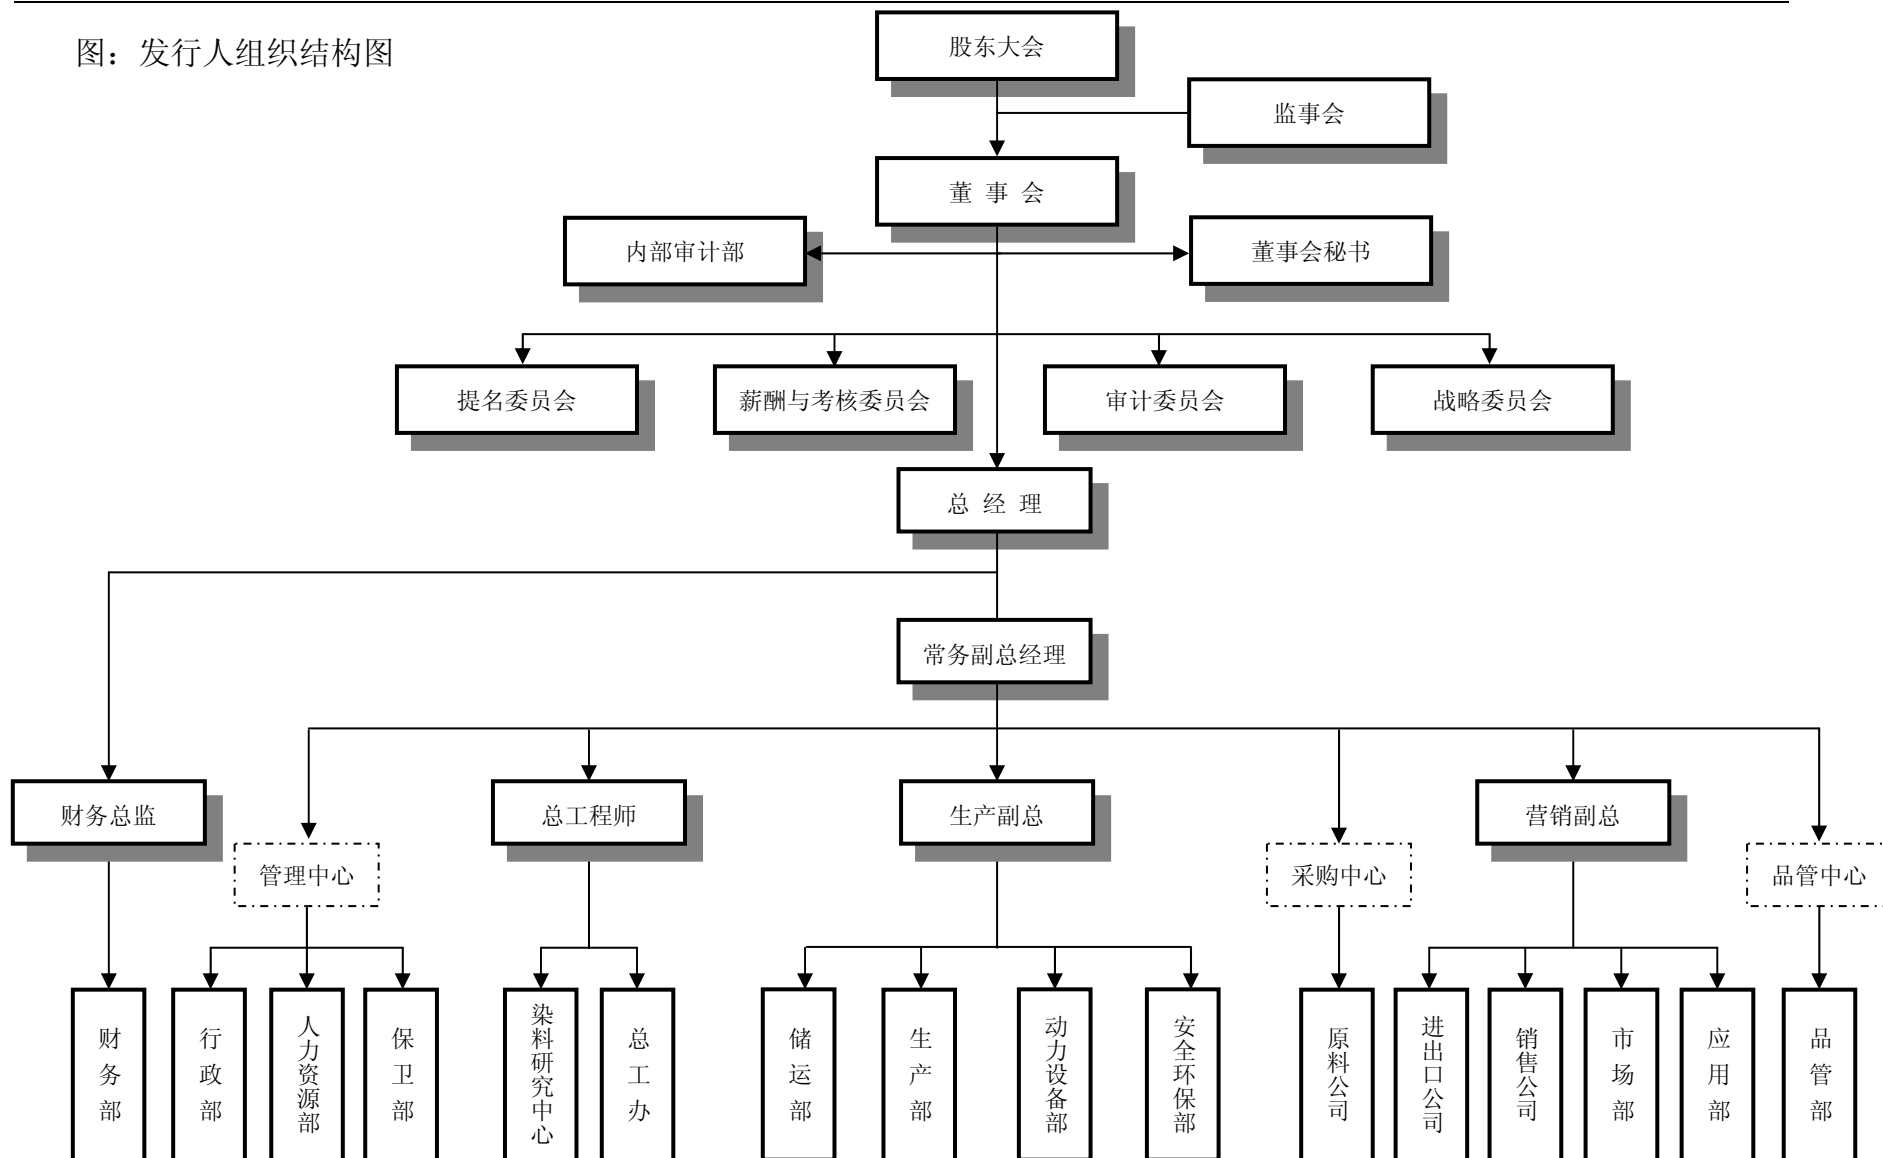 图：发行人组织结构图
股东大会
监事会
董 事 会
内部审计部
董事会秘书
提名委员会
薪酬与考核委员会
审计委员会
战略委员会
总 经 理
常务副总经理
财务总监
总工程师
生产副总
营销副总
管理中心
采购中心
品管中心
财务部
行政部
人力资源部
保卫部
染料研究中心
总工办
储运部
生产部
动力设备部
安全环保部
原料公司
进出口公司
销售公司
市场部
应用部
品管部